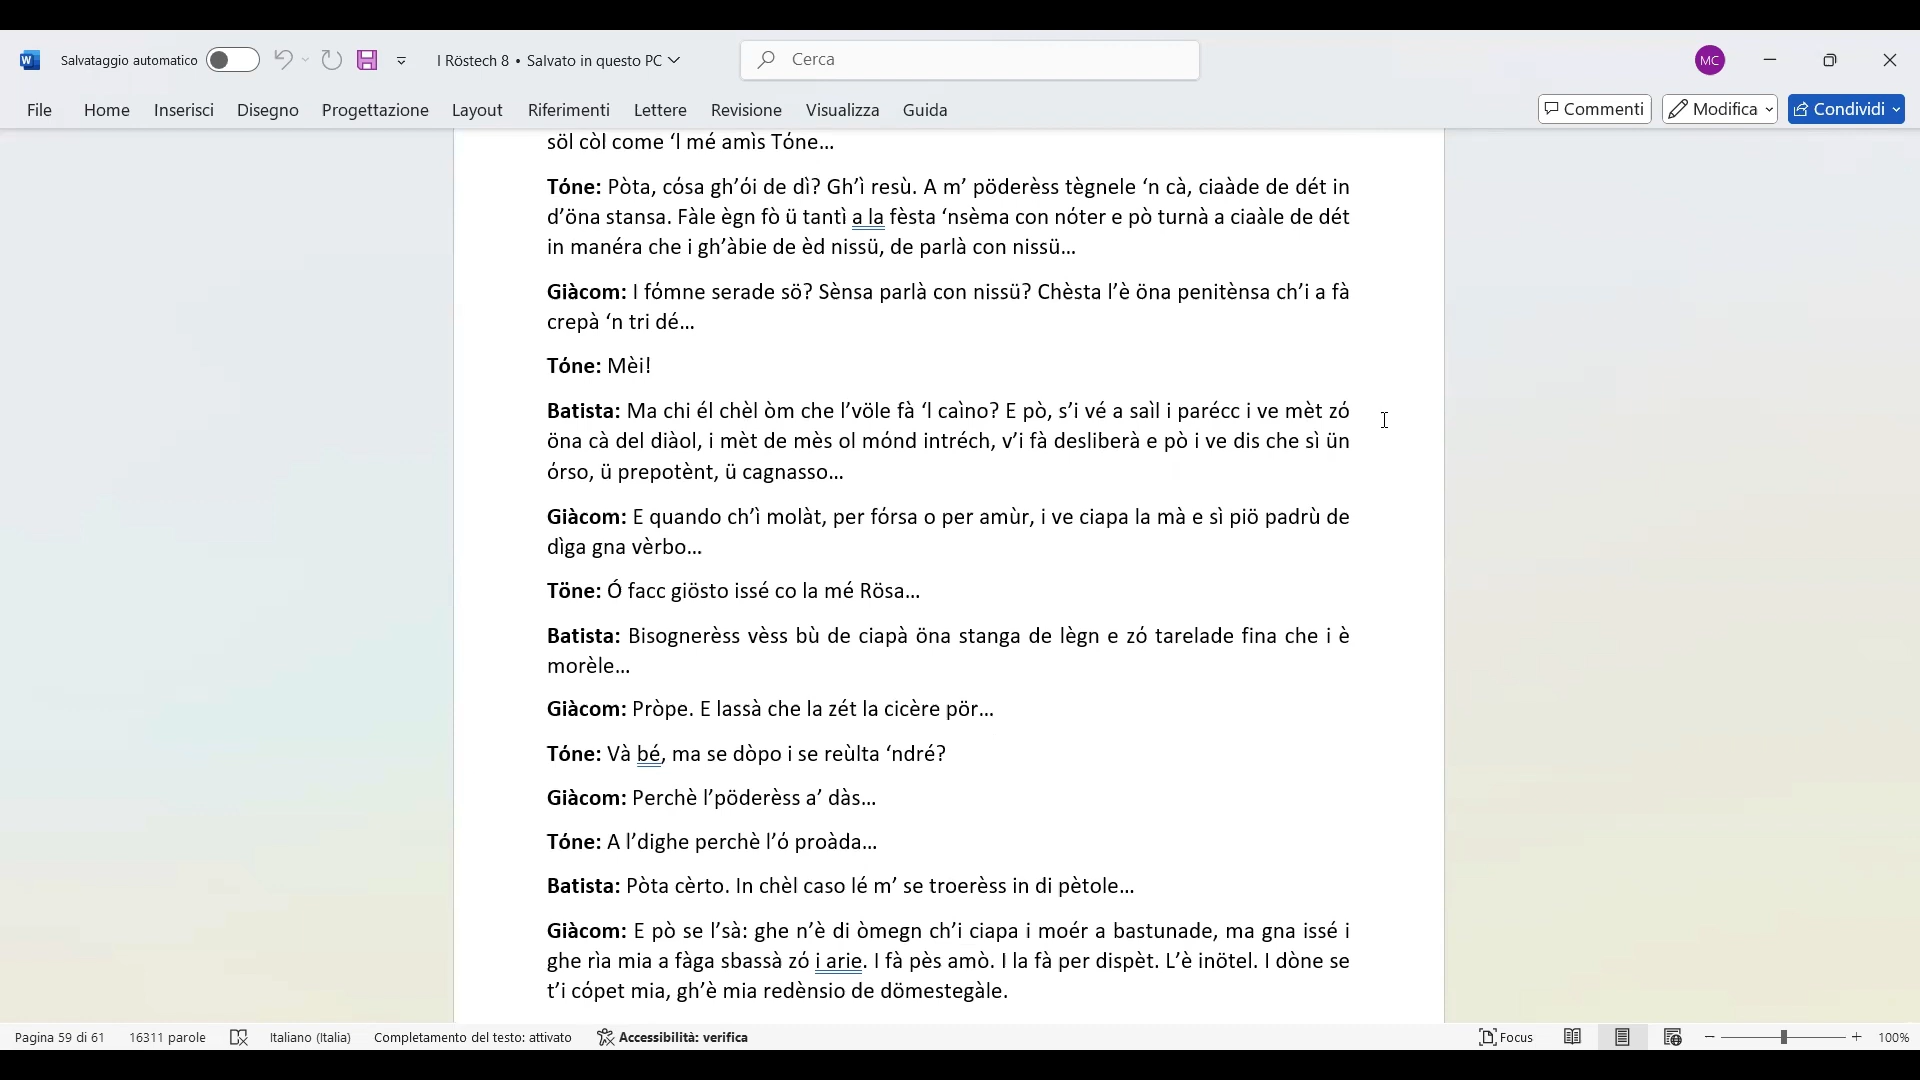 Salvataggio automatico
I Röstech 8 • Salvato in questo PC
Cerca
MC
File Home Inserisci Disegno Progettazione Layout Riferimenti Lettere Revisione Visualizza Guida
Commenti Modifica Condividi
söl còl come ‘l mé amìs Tóne...
Tóne: Pòta, cósa gh’ói de dì? Gh’ì resù. A m’ pöderèss tègnele ‘n cà, ciaàde de dét in
d’öna stansa. Fàle ègn fò ü tantì a la fèsta ‘nsèma con nóter e pò turnà a ciaàle de dét
in manéra che i gh’àbie de èd nissü, de parlà con nissü...
Giàcom: I fómne serade sö? Sènsa parlà con nissü? Chèsta l’è öna penitènsa ch’i a fà
crepà ‘n tri dé...
Tóne: Mèi!
Batista: Ma chi él chèl òm che l’völe fà ‘l caìno? E pò, s’i vé a saìl i parécc i ve mèt zó
öna cà del diàol, i mèt de mès ol mónd intréch, v’i fà desliberà e pò i ve dis che sì ün
órso, ü prepotènt, ü cagnasso...
Giàcom: E quando ch’ì molàt, per fórsa o per amùr, i ve ciapa la mà e sì piö padrù de
dìga gna vèrbo...
Töne: Ó facc giösto issé co la mé Rösa...
Batista: Bisognerèss vèss bù de ciapà öna stanga de lègn e zó tarelade fina che i è
morèle...
Giàcom: Pròpe. E lassà che la zét la cicère pör...
Tóne: Và bé, ma se dòpo i se reùlta ‘ndré?
Giàcom: Perchè l’pöderèss a’ dàs...
Tóne: A l’dighe perchè l’ó proàda...
Batista: Pòta cèrto. In chèl caso lé m’ se troerèss in di pètole...
Giàcom: E pò se l’sà: ghe n’è di òmegn ch’i ciapa i moér a bastunade, ma gna issé i
ghe rìa mia a fàga sbassà zó i arie. I fà pès amò. I la fà per dispèt. L’è inötel. I dòne se
t’i cópet mia, gh’è mia redènsio de dömestegàle.
Pagina 59 di 61 16311 parole Italiano (Italia) Completamento del testo: attivato Accessibilità: verifica Focus 100%